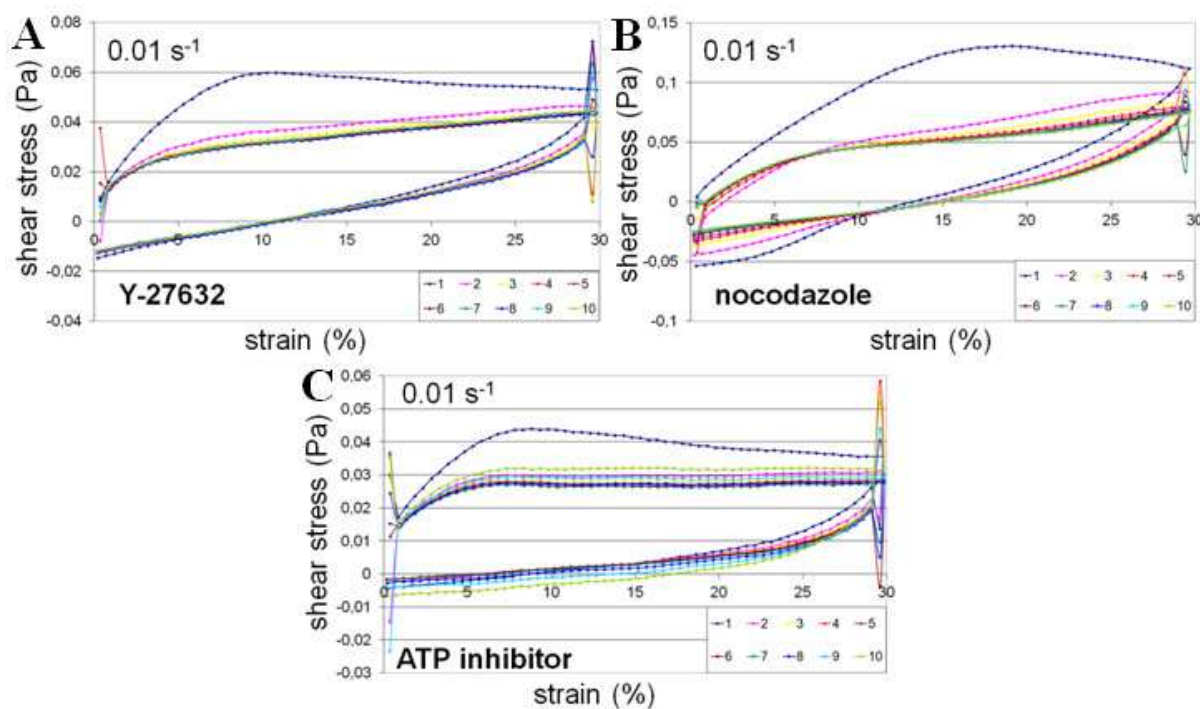 A
0.01 s-1
shear stress (Pa)
0,08
0,06
0,04
0,02
0
-0,02
-0,04
0 5 10 15 20 25 30
Y-27632
1 2 3 4 5
6 7 8 9 10
strain (%)
B
0.01 s-1
shear stress (Pa)
0,15
0,1
0,05
0
-0,05
-0,1
0 5 10 15 20 25 30
nocodazole
1 2 3 4 5
6 7 8 9 10
strain (%)
C
0.01 s-1
shear stress (Pa)
0,06
0,05
0,04
0,03
0,02
0,01
0
-0,01
-0,02
-0,03
0 5 10 15 20 25 30
ATP inhibitor
1 2 3 4 5
6 7 8 9 10
strain (%)